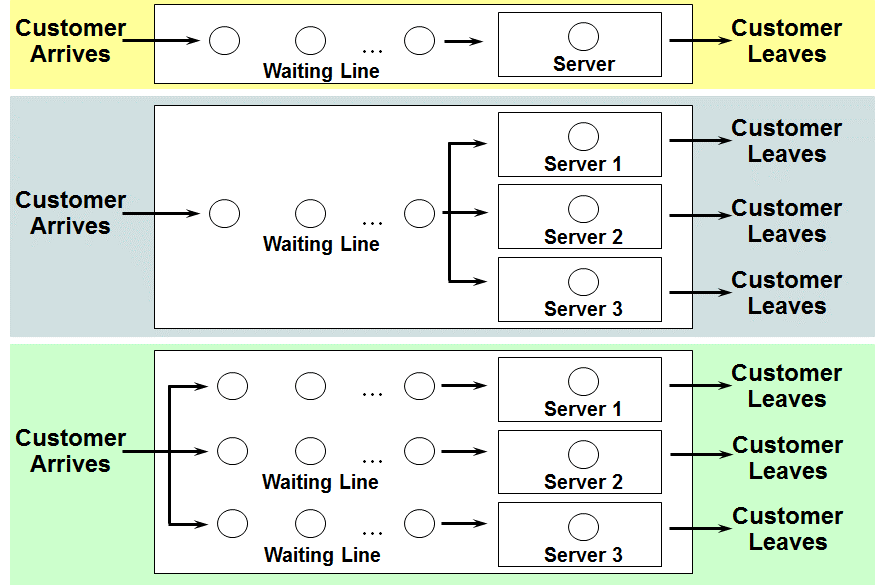 Customer
Arrives
...
Waiting Line
Server
Customer
Leaves
Customer
Arrives
...
Waiting Line
Server 1
Server 2
Server 3
Customer
Leaves
Customer
Leaves
Customer
Leaves
Customer
Arrives
...
...
Waiting Line
...
Waiting Line
Server 1
Server 2
Server 3
Customer
Leaves
Customer
Leaves
Customer
Leaves